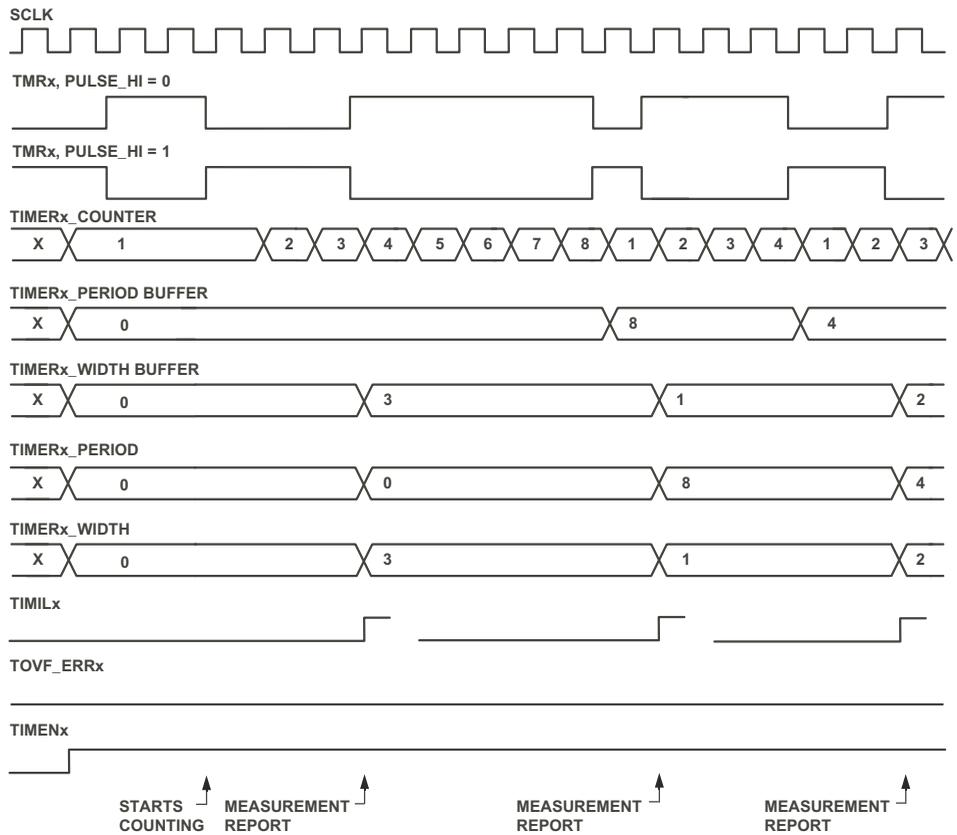 SCLK
TMRx, PULSE_HI = 0
TMRx, PULSE_HI = 1
TIMERx_COUNTER
X 1 2 3 4 5 6 7 8 1 2 3 4 1 2 3
TIMERx_PERIOD BUFFER
X 0 8 4
TIMERx_WIDTH BUFFER
X 0 3 1 2
TIMERx_PERIOD
X 0 0 8 4
TIMERx_WIDTH
X 0 3 1 2
TIMILx
TOVF_ERRx
TIMENx
STARTS COUNTING
MEASUREMENT REPORT
MEASUREMENT REPORT
MEASUREMENT REPORT